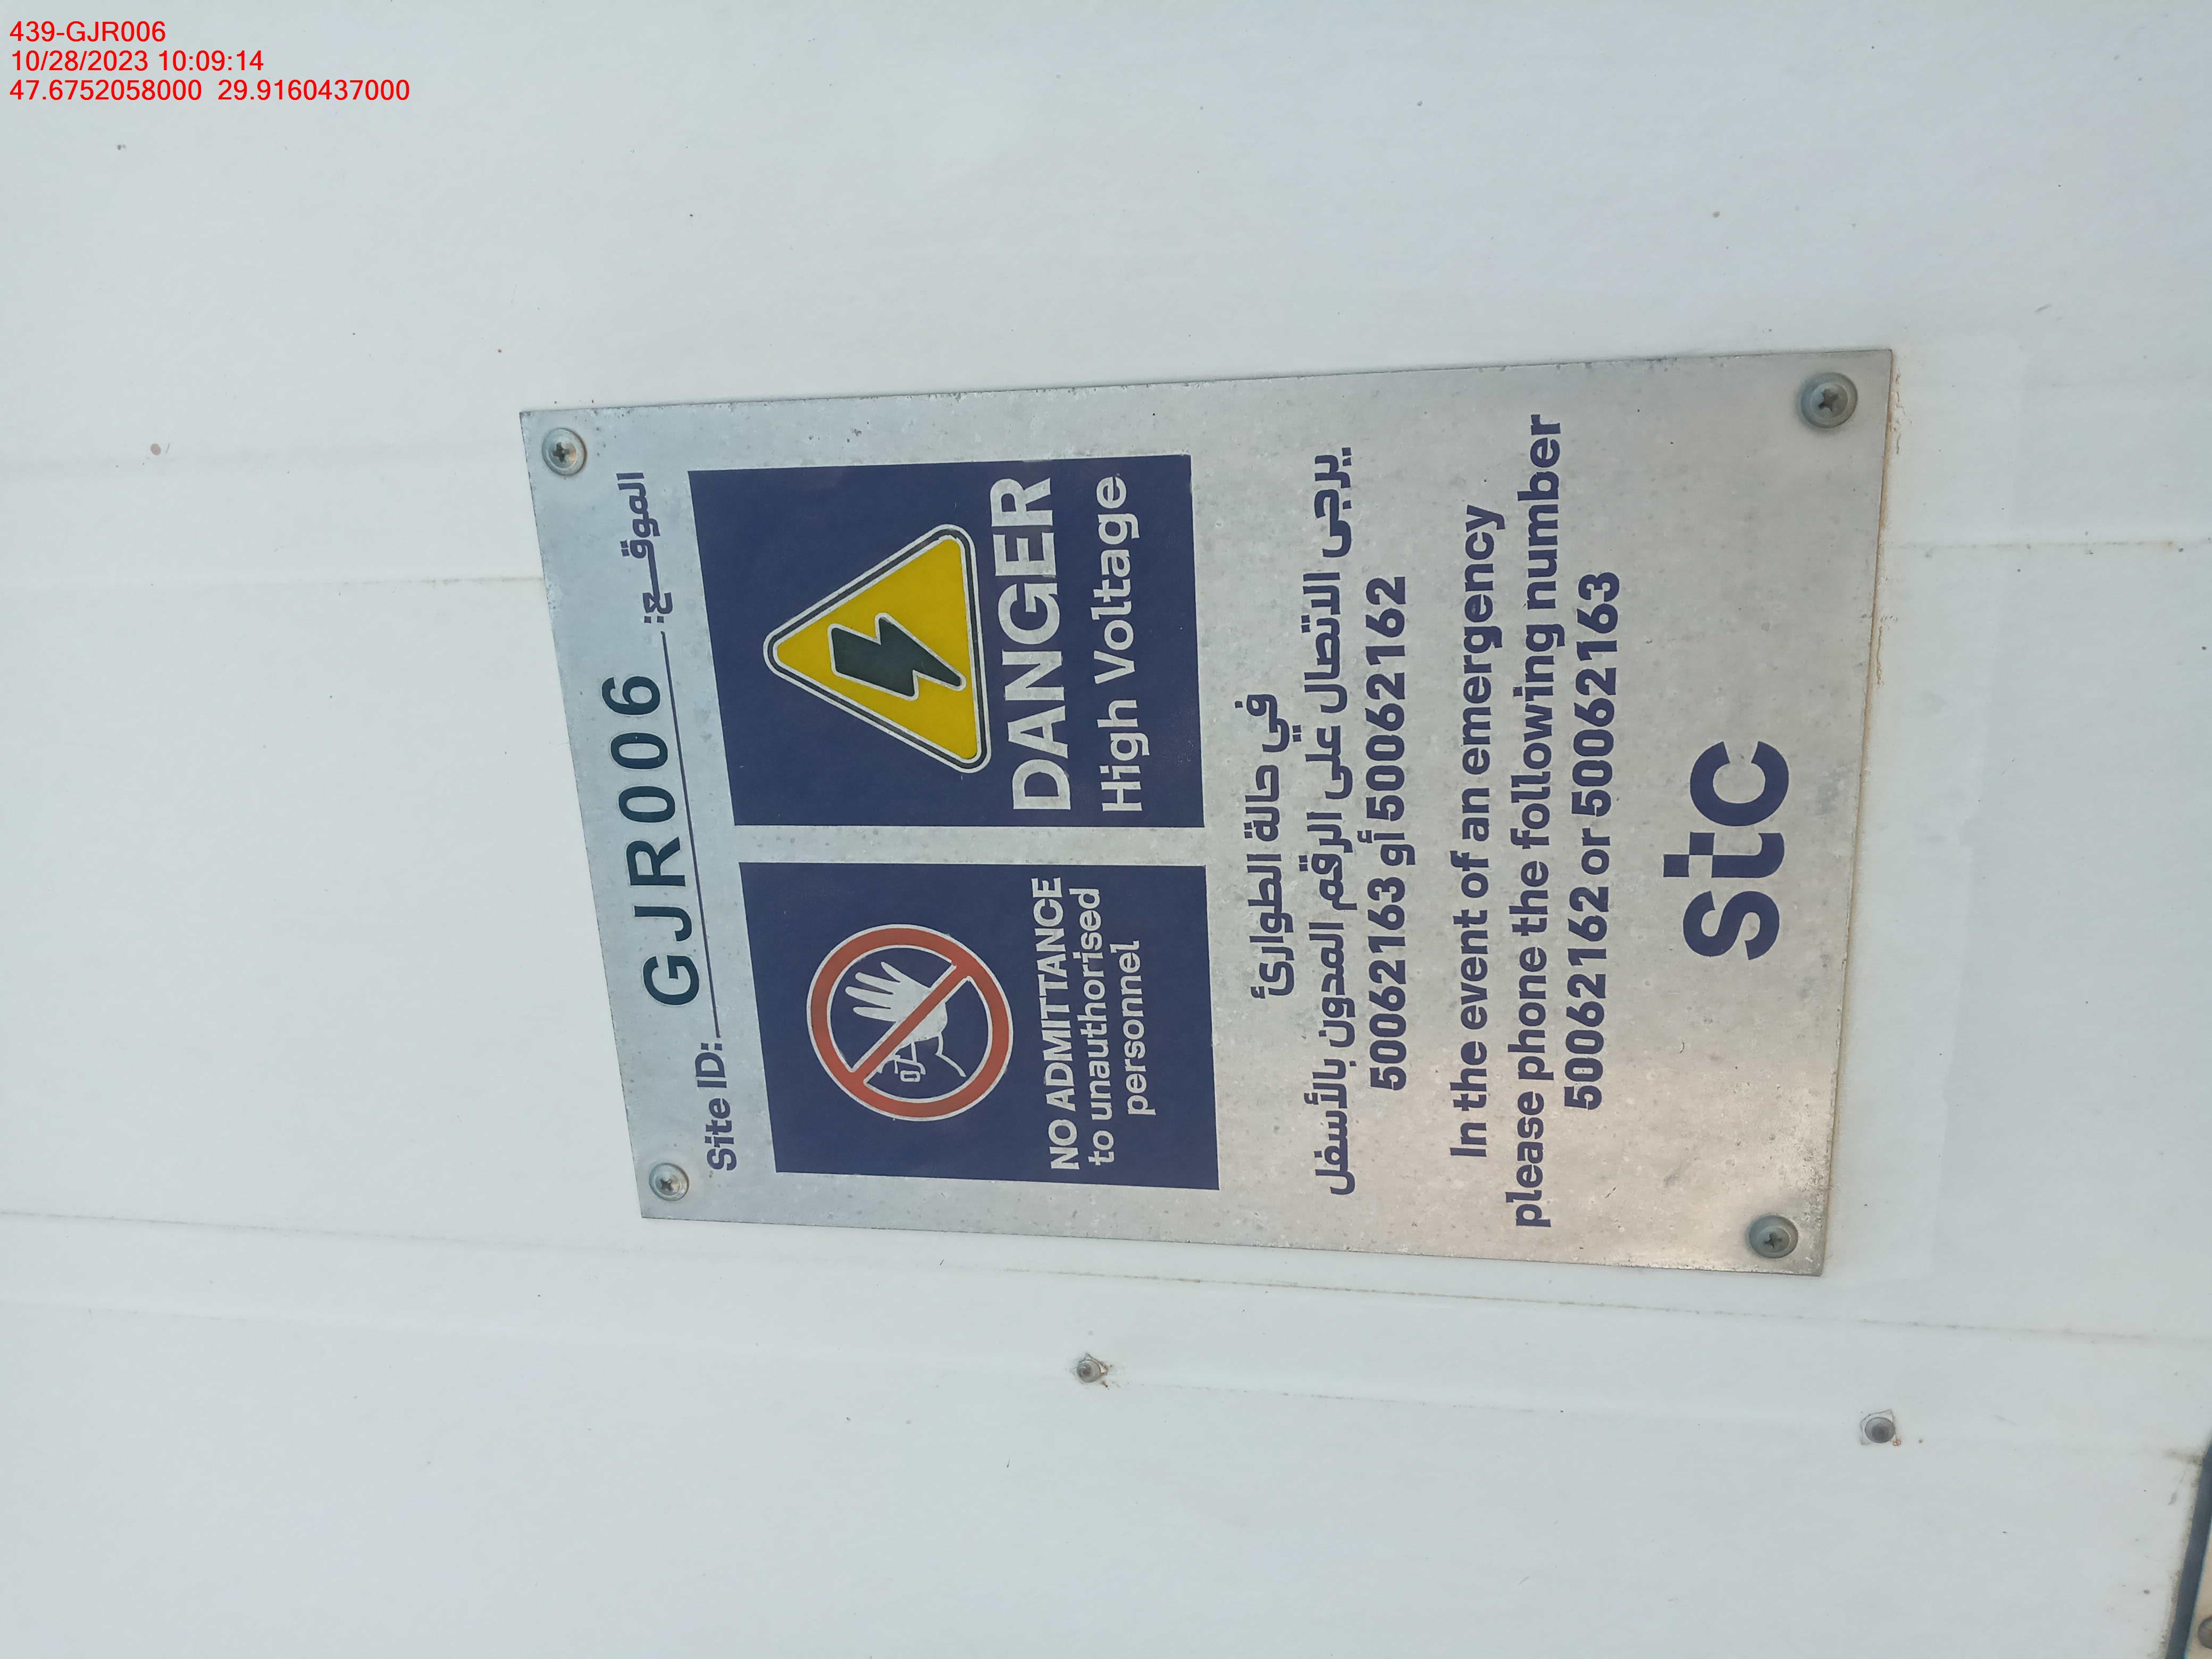 439-GJR006
10/28/2023 10:09:14
47.6752058000 29.9160437000
Site ID: GJR006 الموقـــع:
NO ADMITTANCE
to unauthorised
personnel
DANGER
High Voltage
في حالة الطوارئ
يرجى الاتصال على الرقم المدون بالأسفل
50062163 أو 50062162
In the event of an emergency
please phone the following number
50062162 or 50062163
stc